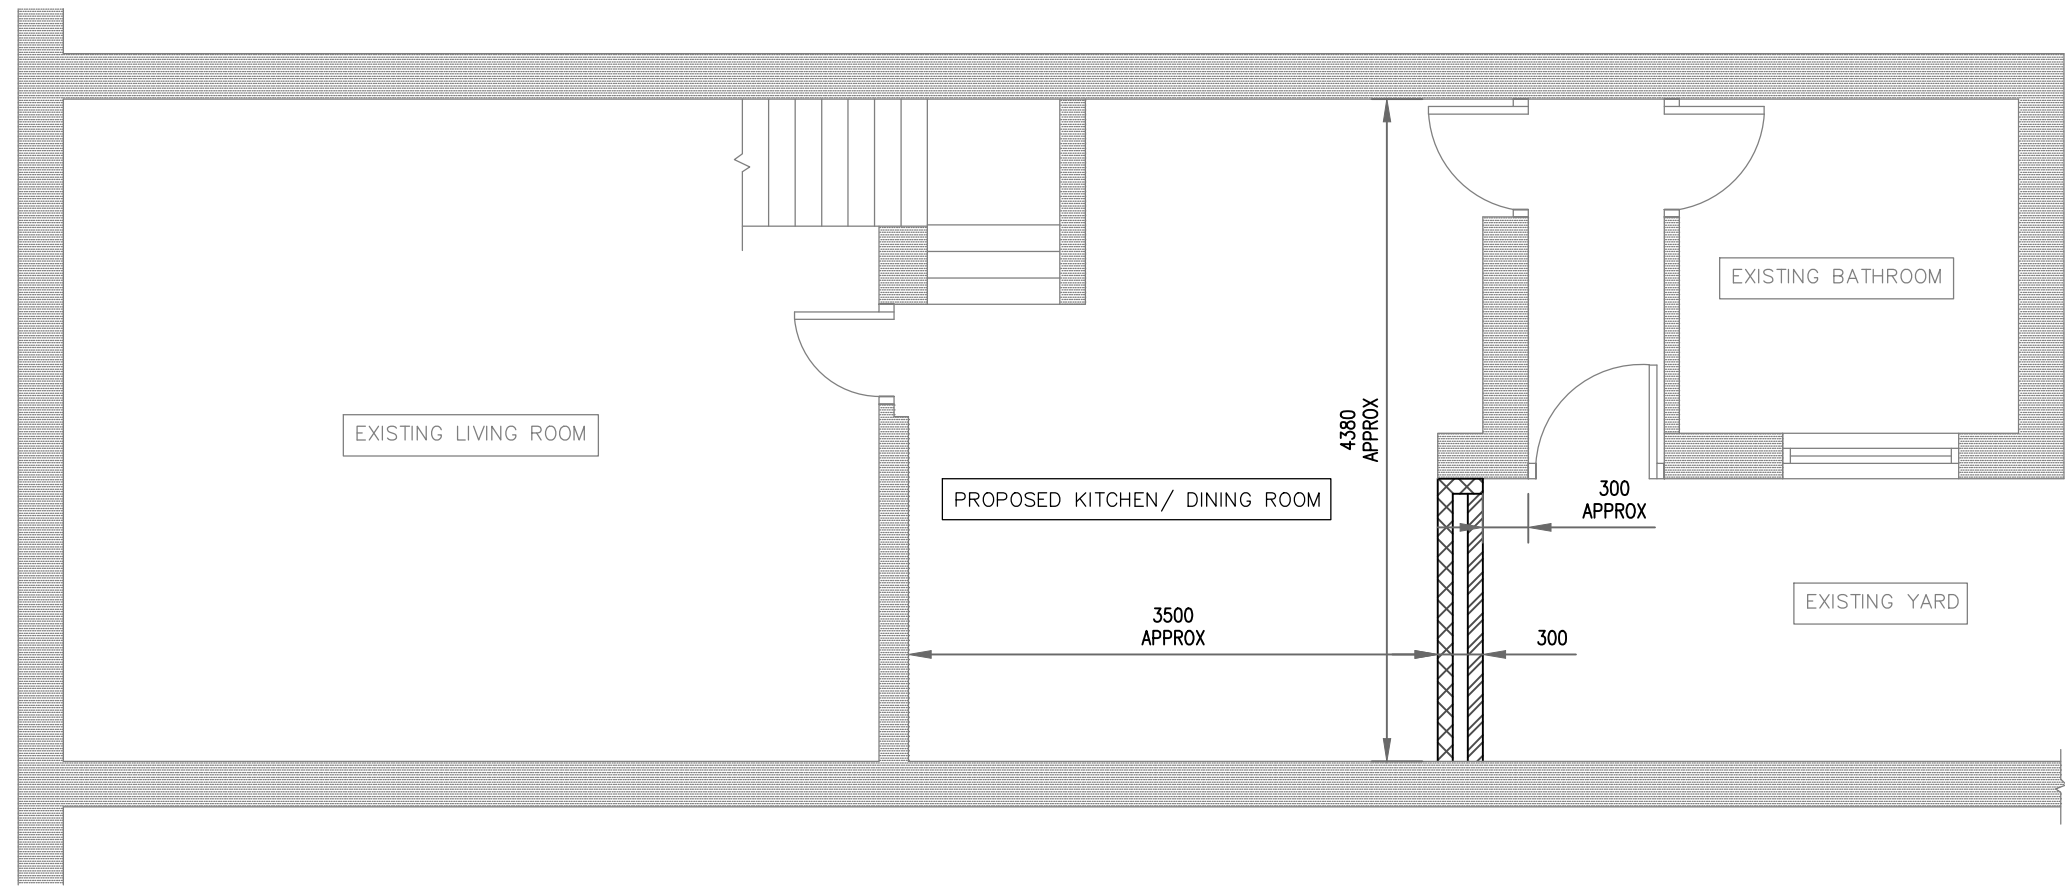 EXISTING BATHROOM
EXISTING LIVING ROOM
4380
APPROX
PROPOSED KITCHEN/ DINING ROOM
300
APPROX
EXISTING YARD
3500
APPROX
300